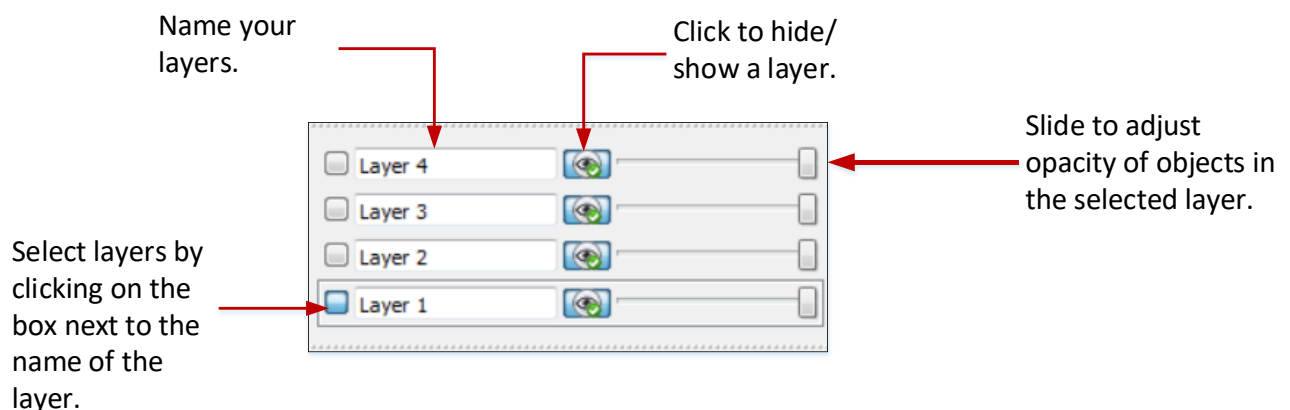 Name your
layers.
Click to hide/
show a layer.
Slide to adjust
opacity of objects in
the selected layer.
Layer 4
Layer 3
Layer 2
Layer 1
Select layers by
clicking on the
box next to the
name of the
layer.